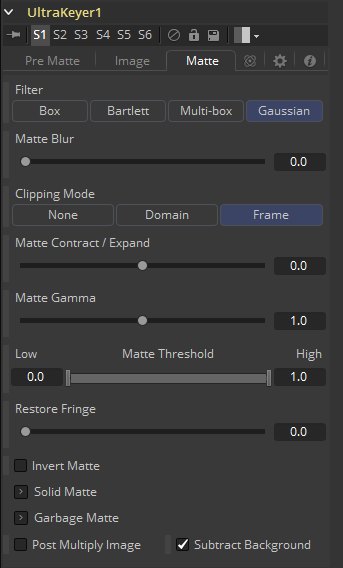 UltraKeyer1
S1 S2 S3 S4 S5 S6
Pre Matte Image Matte
Filter
Box Bartlett Multi-box Gaussian
Matte Blur
0.0
Clipping Mode
None Domain Frame
Matte Contract / Expand
0.0
Matte Gamma
1.0
Low Matte Threshold High
0.0 1.0
Restore Fringe
0.0
Invert Matte
Solid Matte
Garbage Matte
Post Multiply Image Subtract Background